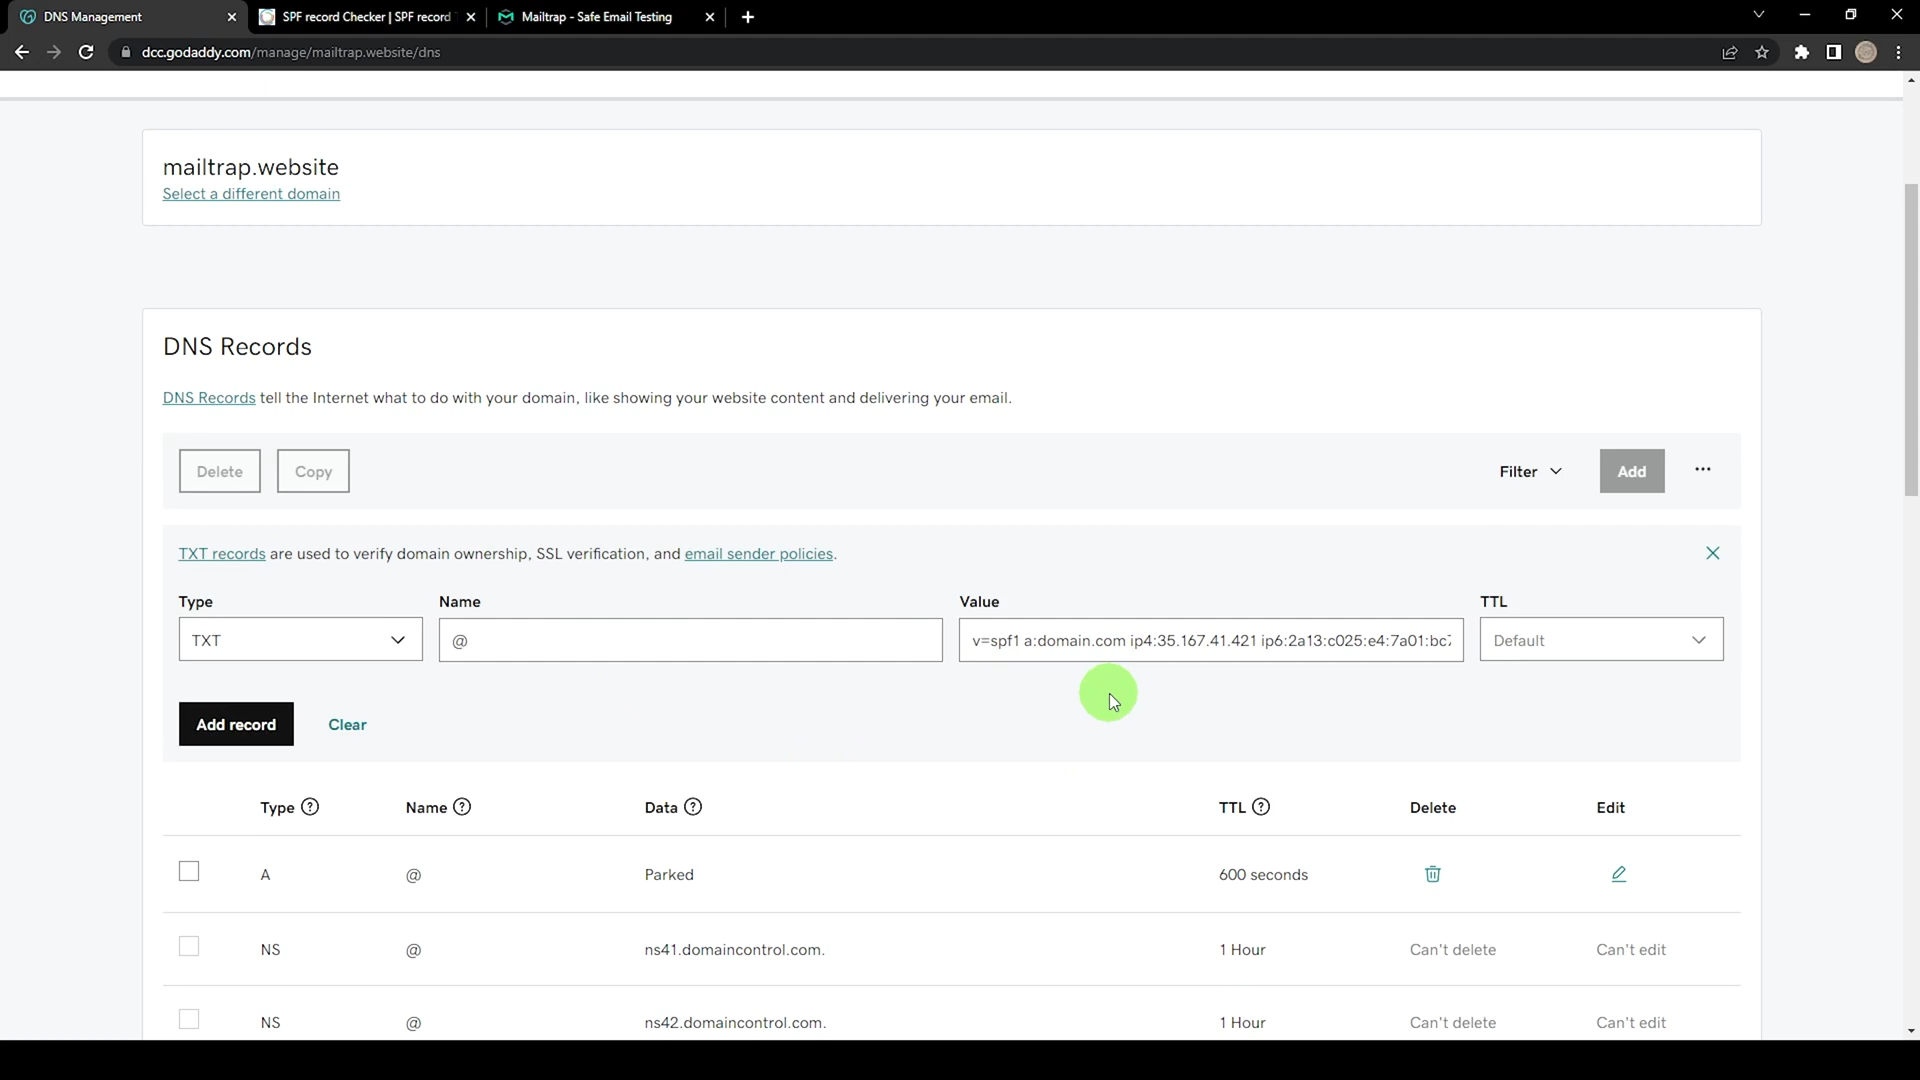 DNS Management
SPF record Checker | SPF record
Mailtrap - Safe Email Testing
dcc.godaddy.com/manage/mailtrap.website/dns
mailtrap.website
Select a different domain
DNS Records
DNS Records tell the Internet what to do with your domain, like showing your website content and delivering your email.
Delete Copy Filter Add ...
TXT records are used to verify domain ownership, SSL verification, and email sender policies.
Type Name Value TTL
TXT @ v=spf1 a:domain.com ip4:35.167.41.421 ip6:2a13:c025:e4:7a01:bc7 Default
Add record Clear
Type Name Data TTL Delete Edit
A @ Parked 600 seconds
NS @ ns41.domaincontrol.com. 1 Hour Can't delete Can't edit
NS @ ns42.domaincontrol.com. 1 Hour Can't delete Can't edit